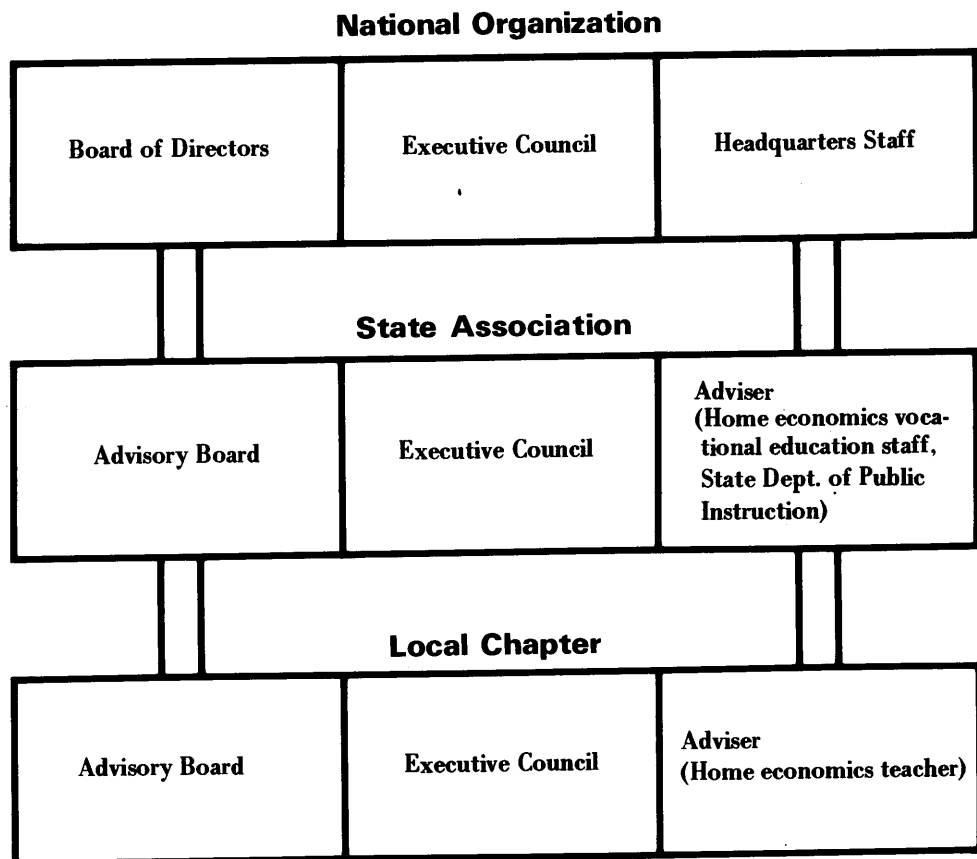 National Organization
Board of Directors
Executive Council
Headquarters Staff
State Association
Advisory Board
Executive Council
Adviser
(Home economics voca-
tional education staff,
State Dept. of Public
Instruction)
Local Chapter
Advisory Board
Executive Council
Adviser
(Home economics teacher)